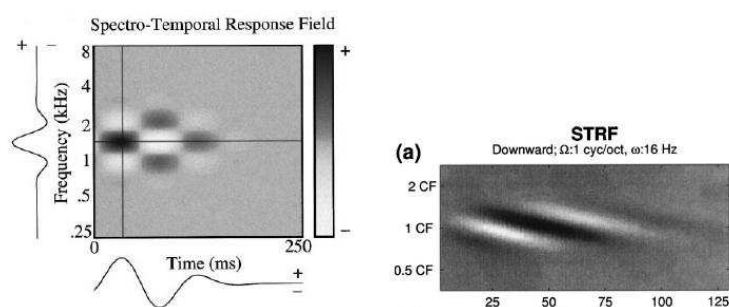 Spectro-Temporal Response Field
+ −
8
4
2
1
.5
.25
Frequency (kHz)
0
250
Time (ms)
+
−
+
−
(a)
STRF
Downward; Ω:1 cyc/oct, ω:16 Hz
2 CF
1 CF
0.5 CF
25 50 75 100 125